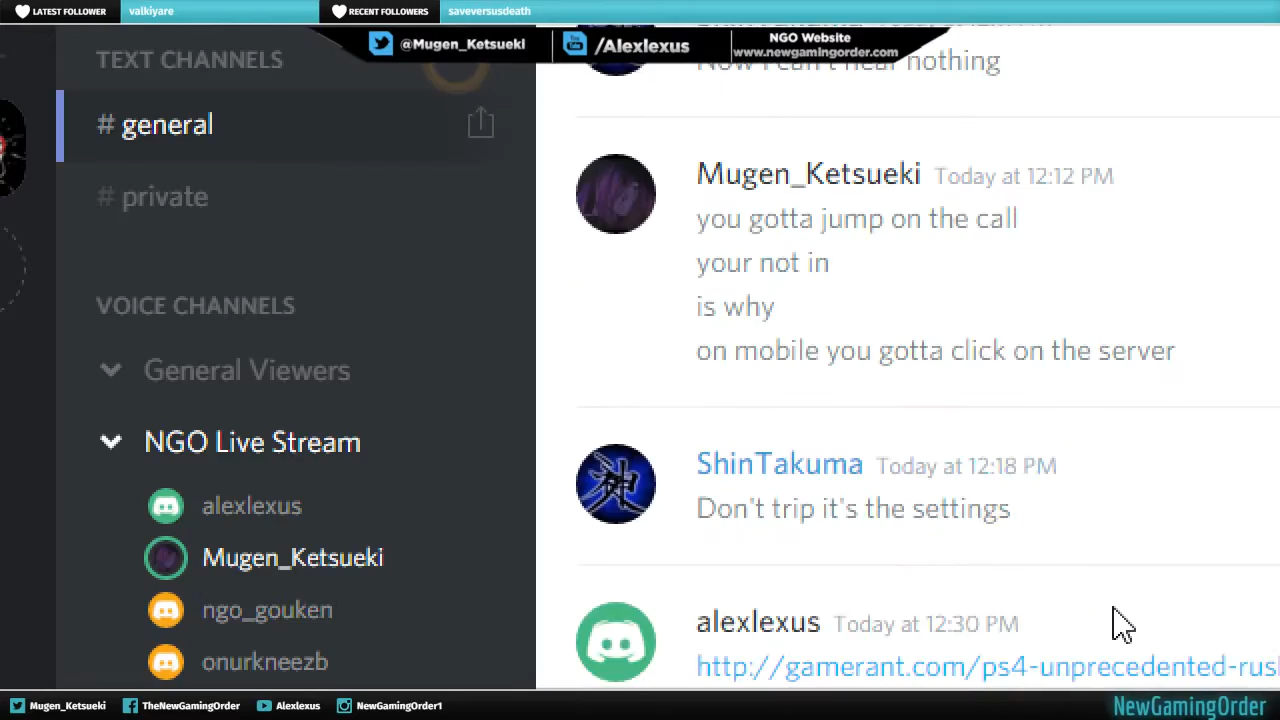 LATEST FOLLOWER
valkiyare
RECENT FOLLOWERS
saveversusdeath
@Mugen_Ketsueki
/Alexlexus
NGO Website
www.newgamingorder.com
TEXT CHANNELS
# general
# private
VOICE CHANNELS
General Viewers
NGO Live Stream
alexlexus
Mugen_Ketsueki
ngo_gouken
onurkneezb
Now I can't hear nothing
Mugen_Ketsueki Today at 12:12 PM
you gotta jump on the call
your not in
is why
on mobile you gotta click on the server
ShinTakuma Today at 12:18 PM
Don't trip it's the settings
alexlexus Today at 12:30 PM
http://gamerant.com/ps4-unprecedented-rus
Mugen_Ketsueki
TheNewGamingOrder
Alexlexus
NewGamingOrder1
NewGamingOrder